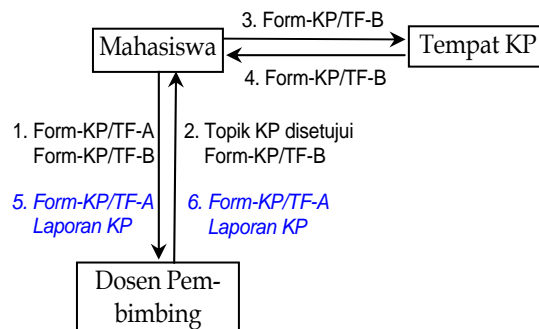 3. Form-KP/TF-B
Mahasiswa
Tempat KP
4. Form-KP/TF-B
1. Form-KP/TF-A
Form-KP/TF-B
2. Topik KP disetujui
Form-KP/TF-B
5. Form-KP/TF-A
Laporan KP
6. Form-KP/TF-A
Laporan KP
Dosen Pem-
bimbing